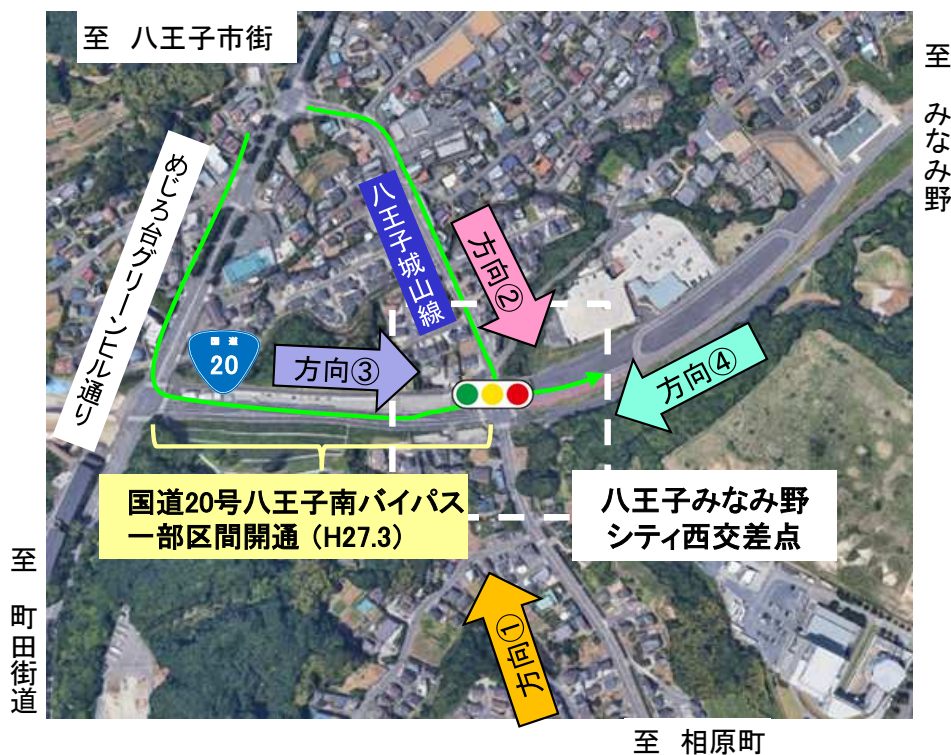 至 八王子市街
至 みなみ野
めじろ台グリーンヒル通り
八王子城山線
方向②
国道
20
方向③
方向④
国道20号八王子南バイパス
一部区間開通（H27.3）
八王子みなみ野
シティ西交差点
至 町田街道
方向①
至 相原町